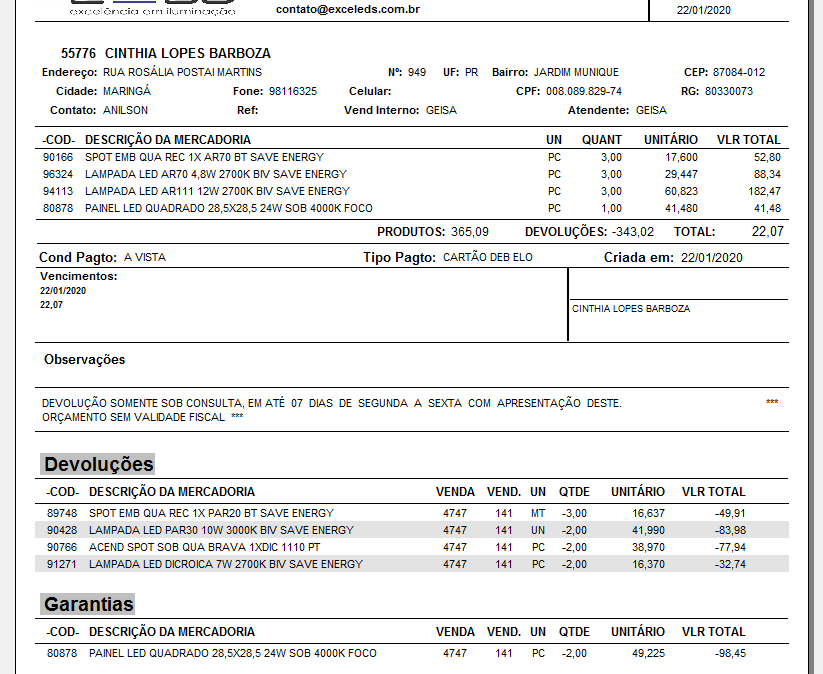 excelência em iluminação
contato@exceleds.com.br
22/01/2020
55776 CINTHIA LOPES BARBOZA
Endereço: RUA ROSÁLIA POSTAI MARTINS Nº: 949 UF: PR Bairro: JARDIM MUNIQUE CEP: 87084-012
Cidade: MARINGÁ Fone: 98116325 Celular: CPF: 008.089.829-74 RG: 80330073
Contato: ANILSON Ref: Vend Interno: GEISA Atendente: GEISA
-COD- DESCRIÇÃO DA MERCADORIA UN QUANT UNITÁRIO VLR TOTAL
90166 SPOT EMB QUA REC 1X AR70 BT SAVE ENERGY PC 3,00 17,600 52,80
96324 LAMPADA LED AR70 4,8W 2700K BIV SAVE ENERGY PC 3,00 29,447 88,34
94113 LAMPADA LED AR111 12W 2700K BIV SAVE ENERGY PC 3,00 60,823 182,47
80878 PAINEL LED QUADRADO 28,5X28,5 24W SOB 4000K FOCO PC 1,00 41,480 41,48
PRODUTOS: 365,09 DEVOLUÇÕES: -343,02 TOTAL: 22,07
Cond Pagto: A VISTA Tipo Pagto: CARTÃO DEB ELO Criada em: 22/01/2020
Vencimentos:
22/01/2020
22,07
CINTHIA LOPES BARBOZA
Observações
DEVOLUÇÃO SOMENTE SOB CONSULTA, EM ATÉ 07 DIAS DE SEGUNDA A SEXTA COM APRESENTAÇÃO DESTE. ***
ORÇAMENTO SEM VALIDADE FISCAL ***
Devoluções
-COD- DESCRIÇÃO DA MERCADORIA VENDA VEND. UN QTDE UNITÁRIO VLR TOTAL
89748 SPOT EMB QUA REC 1X PAR20 BT SAVE ENERGY 4747 141 MT -3,00 16,637 -49,91
90428 LAMPADA LED PAR30 10W 3000K BIV SAVE ENERGY 4747 141 UN -2,00 41,990 -83,98
90766 ACEND SPOT SOB QUA BRAVA 1XDIC 1110 PT 4747 141 PC -2,00 38,970 -77,94
91271 LAMPADA LED DICROICA 7W 2700K BIV SAVE ENERGY 4747 141 PC -2,00 16,370 -32,74
Garantias
-COD- DESCRIÇÃO DA MERCADORIA VENDA VEND. UN QTDE UNITÁRIO VLR TOTAL
80878 PAINEL LED QUADRADO 28,5X28,5 24W SOB 4000K FOCO 4747 141 PC -2,00 49,225 -98,45